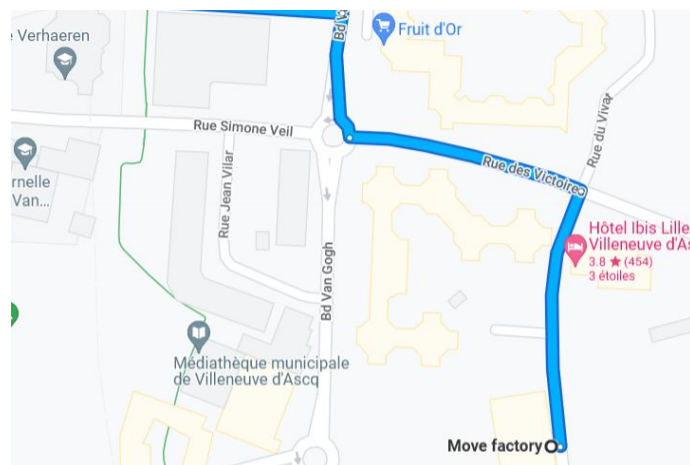 Bd V
Fruit d'Or
Verhaeren
Rue Simone Veil
Rue du Vivar
Rue des Victoires
rnelle
Van...
Rue Jean Vilar
Hôtel Ibis Lille
Villeneuve d'As
3.8 ★ (454)
3 étoiles
Bd Van Gogh
Médiathèque municipale
de Villeneuve d'Ascq
Move factory